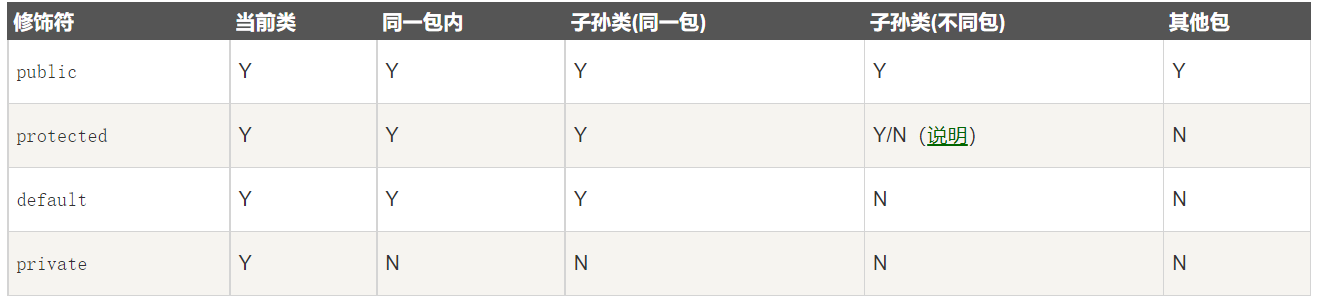 修饰符 当前类 同一包内 子孙类(同一包) 子孙类(不同包) 其他包
public Y Y Y Y Y
protected Y Y Y Y/N（说明） N
default Y Y Y N N
private Y N N N N